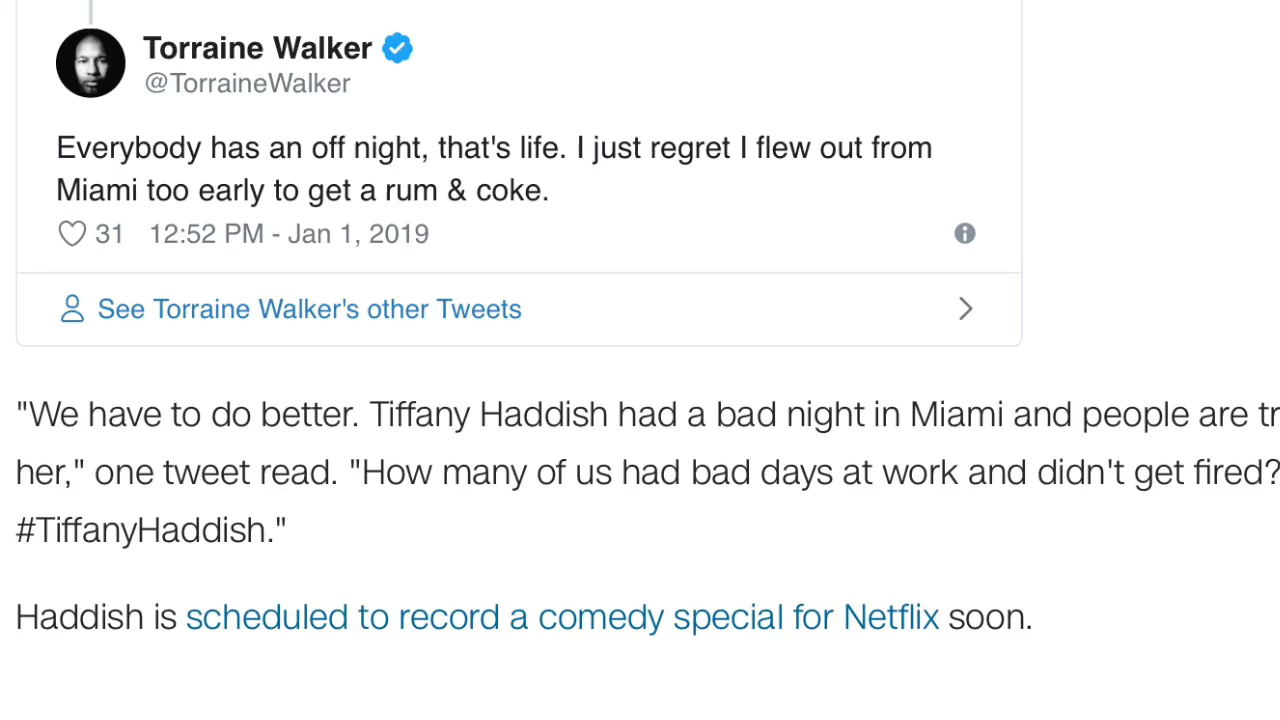 Torraine Walker
@TorraineWalker
Everybody has an off night, that's life. I just regret I flew out from
Miami too early to get a rum & coke.
31 12:52 PM - Jan 1, 2019
See Torraine Walker's other Tweets
"We have to do better. Tiffany Haddish had a bad night in Miami and people are
her," one tweet read. "How many of us had bad days at work and didn't get fired?
#TiffanyHaddish."
Haddish is scheduled to record a comedy special for Netflix soon.